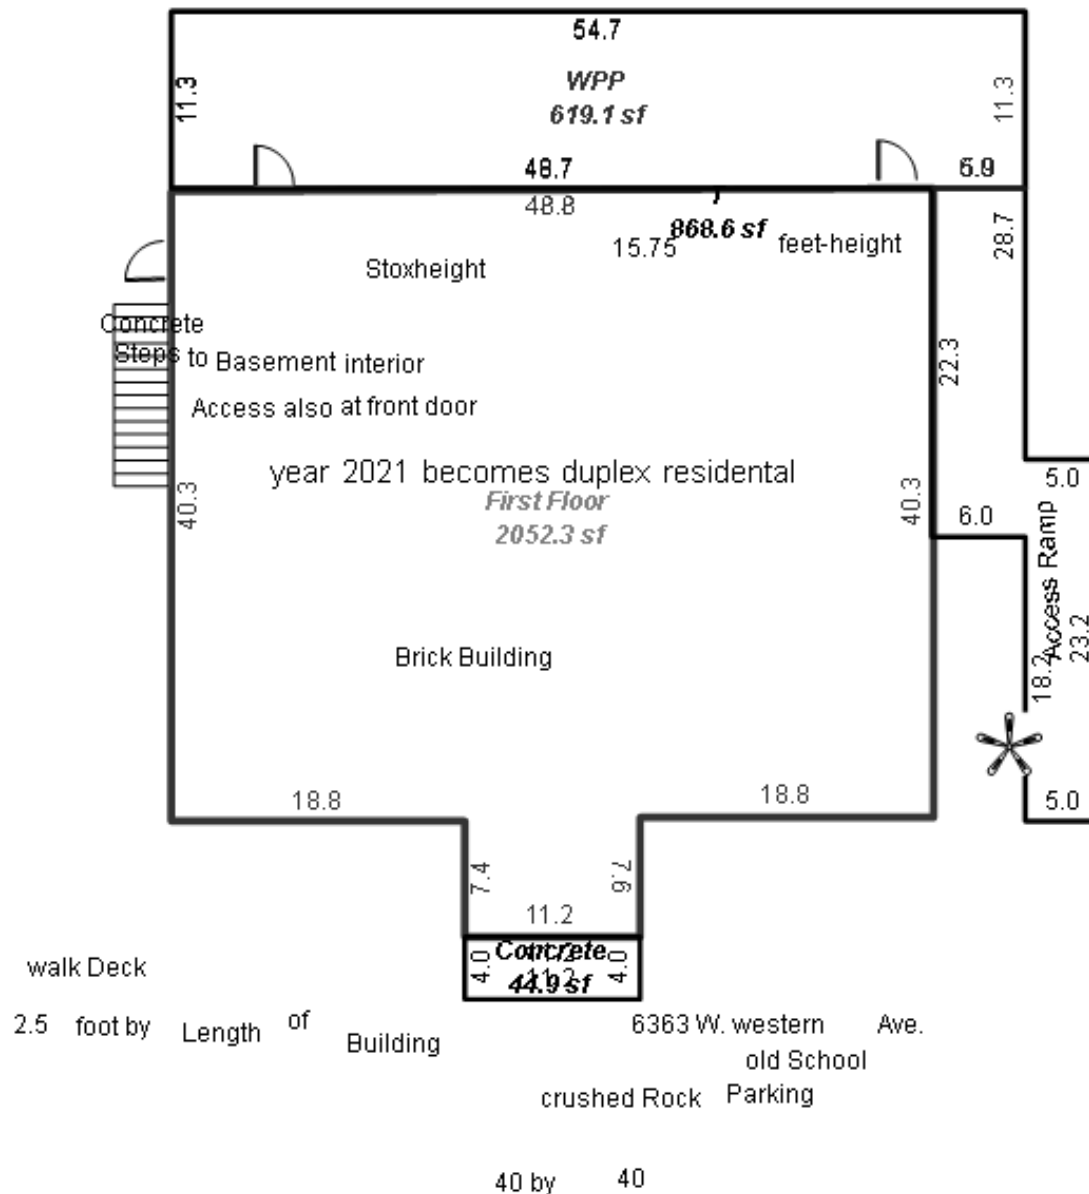 54.7
WPP
11.3
11.3
619.1 sf
48.7
48.8
868.6 sf
15.75
feet-height
28.7
Stoxheight
Concrete
Steps to Basement interior
22.3
Access also at front door
year 2021 becomes duplex residental
5.0
First Floor
40.3
40.3
6.0
2052.3 sf
Access Ramp
23.2
18.2
Brick Building
18.8
18.8
5.0
7.4
7.6
11.2
Concrete
4.0
4.0
11.2
44.9 sf
walk Deck
2.5 foot by Length of Building
6363 W. western Ave.
old School
crushed Rock Parking
40 by 40